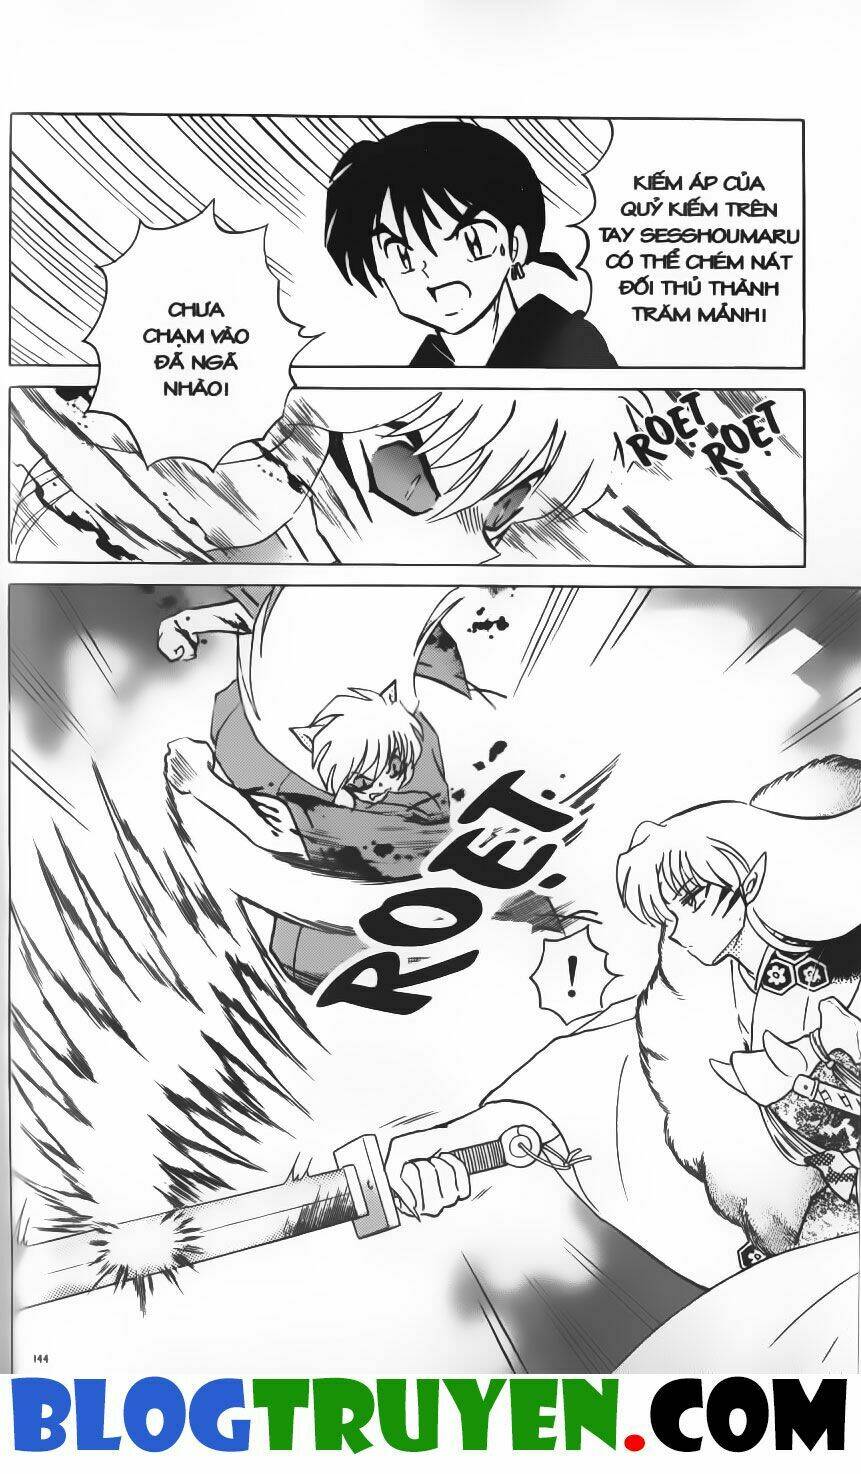 KIẾM ÁP CỦA
QUỶ KIẾM TRÊN
TAY SESSHOUMARU
CÓ THỂ CHÉM NÁT
ĐỐI THỦ THÀNH
TRĂM MẢNH!
CHƯA
CHẠM VÀO
ĐÃ NGÃ
NHÀO!
ROẸT
ROẸT
ROẸT
!
144
BLOGTRUYEN.COM